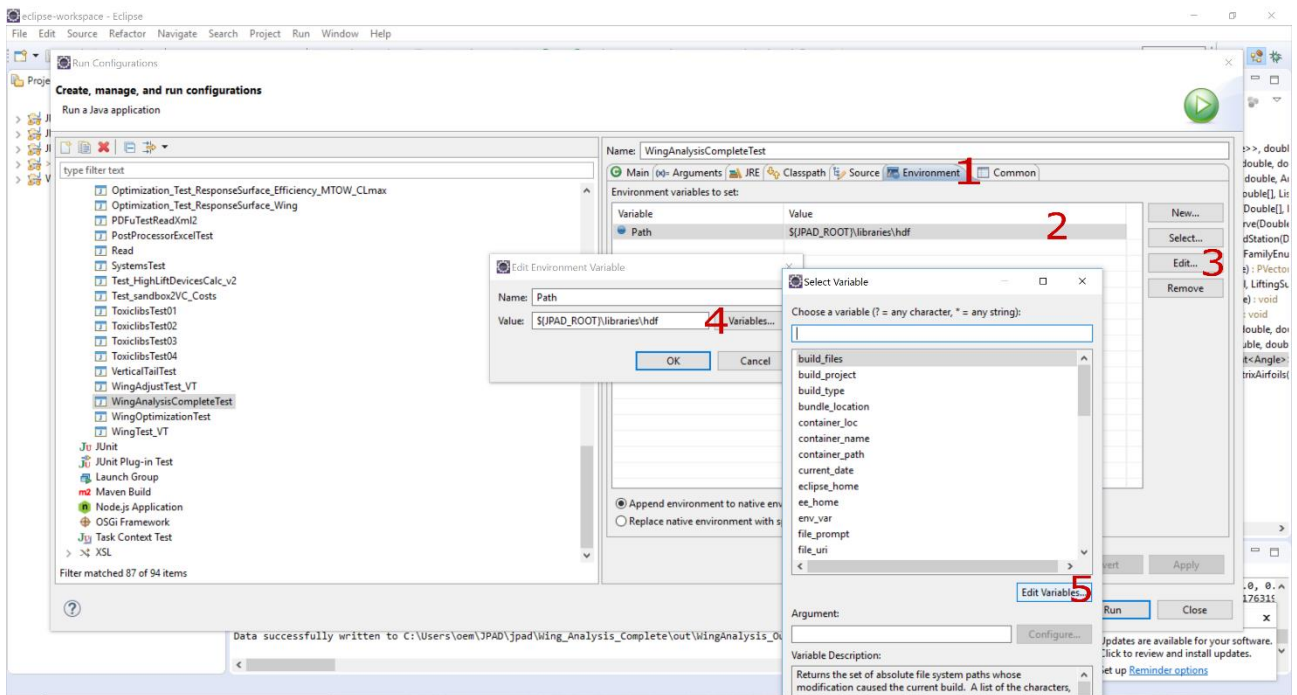 eclipse-workspace - Eclipse
File Edit Source Refactor Navigate Search Project Run Window Help
Proje
Run Configurations
Create, manage, and run configurations
Run a Java application
type filter text
Optimization_Test_ResponseSurface_Efficiency_MTOW_CLmax
Optimization_Test_ResponseSurface_Wing
PDFuTestReadXml2
PostProcessorExcelTest
Read
SystemsTest
Test_HighLiftDevicesCalc_v2
Test_sandbox2VC_Costs
ToxiclibsTest01
ToxiclibsTest02
ToxiclibsTest03
ToxiclibsTest04
VerticalTailTest
WingAdjustTest_VT
WingAnalysisCompleteTest
WingOptimizationTest
WingTest_VT
JUnit
JUnit Plug-in Test
Launch Group
m2 Maven Build
Node.js Application
OSGi Framework
Task Context Test
XSL
Filter matched 87 of 94 items
Name: WingAnalysisCompleteTest
Main (x)= Arguments JRE Classpath Source Environment 1 Common
Environment variables to set:
Variable Value
Path ${JPAD_ROOT}\libraries\hdf 2
New...
Select...
Edit... 3
Remove
Append environment to native env
Replace native environment with s
Apply
Run Close
Edit Environment Variable
Name: Path
Value: ${JPAD_ROOT}\libraries\hdf 4 Variables...
OK Cancel
Select Variable
Choose a variable (? = any character, * = any string):
build_files
build_project
build_type
bundle_location
container_loc
container_name
container_path
current_date
eclipse_home
ee_home
env_var
file_prompt
file_uri
Edit Variables... 5
Argument:
Configure...
Variable Description:
Returns the set of absolute file system paths whose
modification caused the current build. A list of the characters,
Data successfully written to C:\Users\oem\JPAD\jpad\Wing_Analysis_Complete\out\WingAnalysis_Ou
Updates are available for your software.
Click to review and install updates.
Set up Reminder options